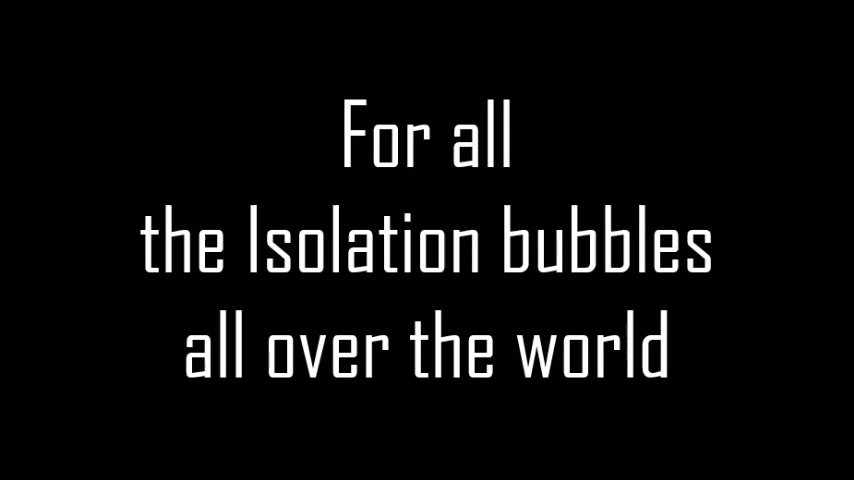 For all
the Isolation bubbles
all over the world